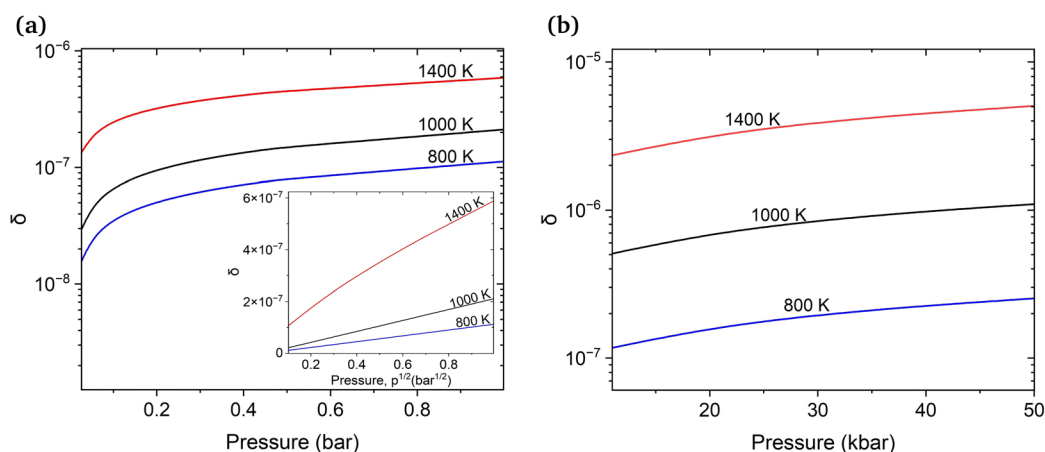 (a)
10⁻⁶
10⁻⁷
10⁻⁸
δ
1400 K
1000 K
800 K
0.2
0.4
0.6
0.8
Pressure (bar)
6×10⁻⁷
4×10⁻⁷
2×10⁻⁷
0
δ
1400 K
1000 K
800 K
0.2
0.4
0.6
0.8
Pressure, p¹/²(bar¹/²)
(b)
10⁻⁵
10⁻⁶
10⁻⁷
δ
1400 K
1000 K
800 K
20
30
40
50
Pressure (kbar)